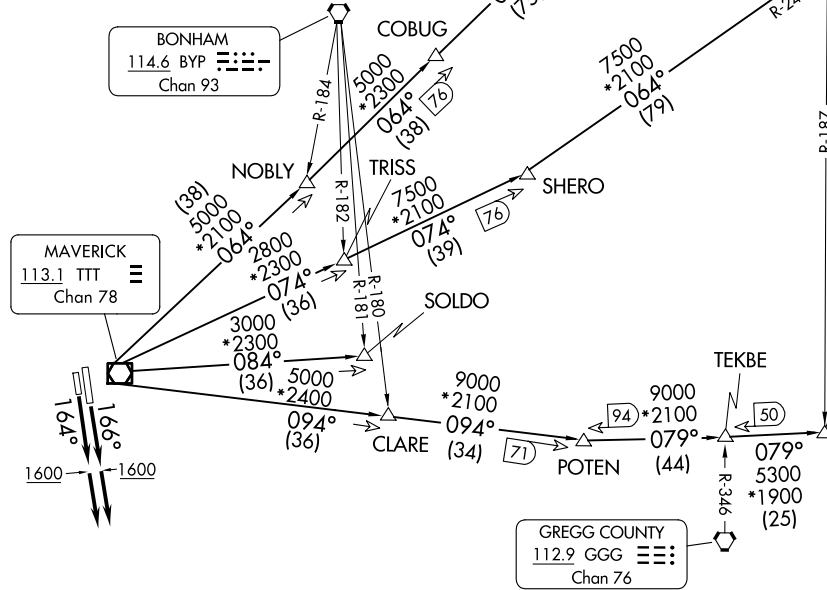 (75)
R-24
BONHAM
114.6 BYP
Chan 93
COBUG
5000
*2300
064°
(38)
76
7500
*2100
064°
(79)
R-187
R-184
R-182
R-181
R-180
NOBLY
TRISS
SHERO
7500
*2100
074°
(39)
76
(38)
5000
*2100
064°
MAVERICK
113.1 TTT
Chan 78
2800
*2300
074°
(36)
SOLDO
3000
*2300
084°
(36)
5000
*2400
094°
(36)
CLARE
9000
*2100
094°
(34)
71
POTEN
94
9000
*2100
079°
(44)
TEKBE
50
079°
5300
*1900
(25)
164°
166°
1600
1600
R-346
GREGG COUNTY
112.9 GGG
Chan 76